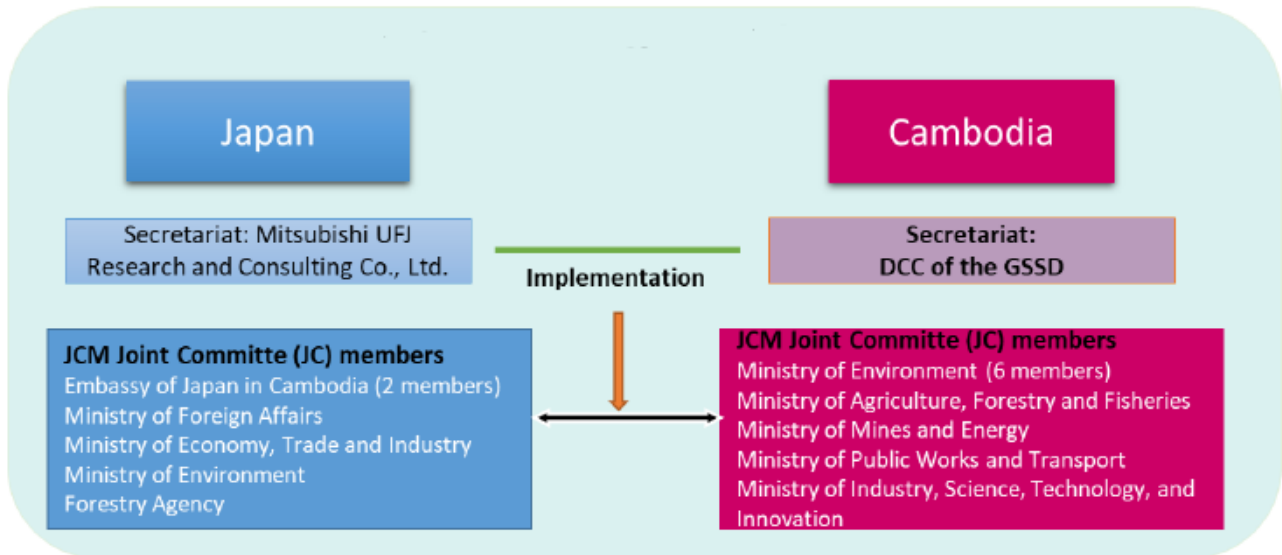 Japan
Cambodia
Secretariat: Mitsubishi UFJ
Research and Consulting Co., Ltd.
Secretariat:
DCC of the GSSD
Implementation
JCM Joint Committe (JC) members
Embassy of Japan in Cambodia (2 members)
Ministry of Foreign Affairs
Ministry of Economy, Trade and Industry
Ministry of Environment
Forestry Agency
JCM Joint Committe (JC) members
Ministry of Environment (6 members)
Ministry of Agriculture, Forestry and Fisheries
Ministry of Mines and Energy
Ministry of Public Works and Transport
Ministry of Industry, Science, Technology, and
Innovation